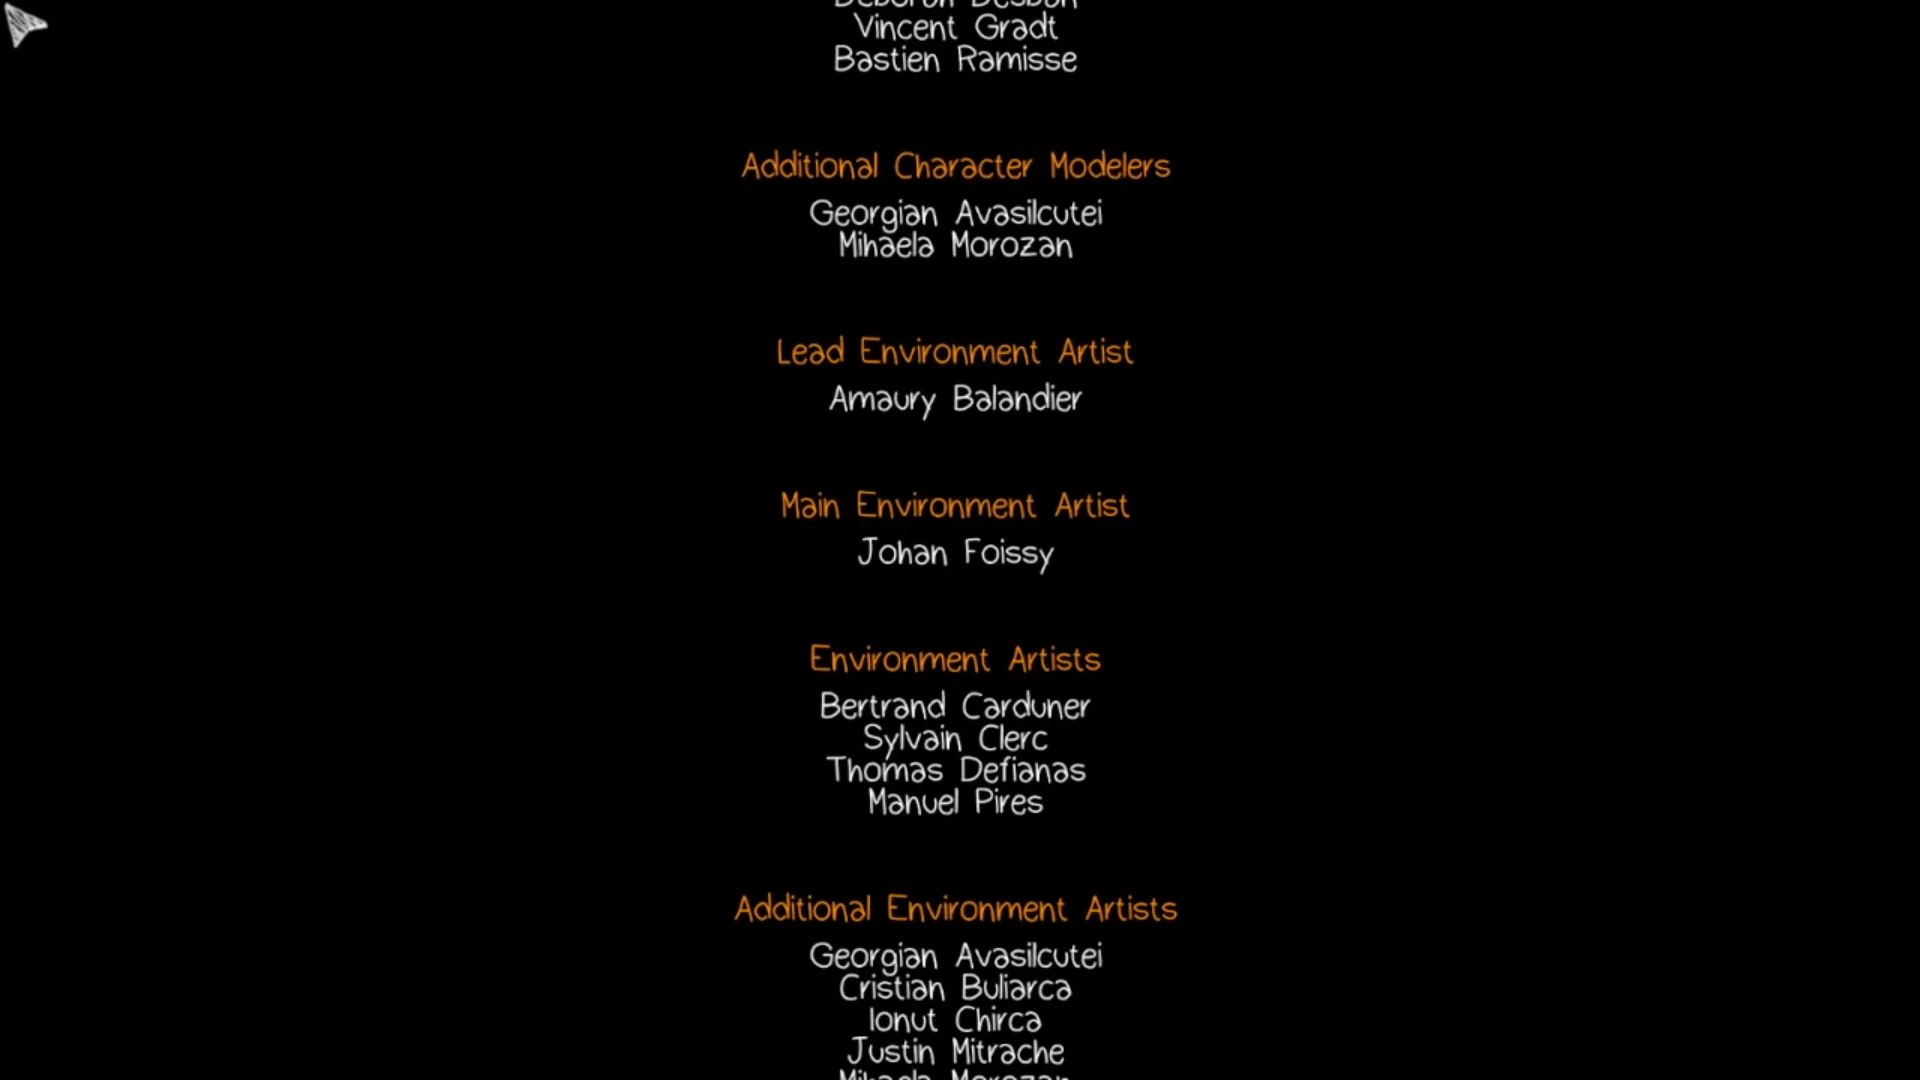 Vincent Gradt
Bastien Ramisse
Additional Character Modelers
Georgian Avasilcutei
Mihaela Morozan
Lead Environment Artist
Amaury Balandier
Main Environment Artist
Johan Foissy
Environment Artists
Bertrand Carduner
Sylvain Clerc
Thomas Defianas
Manuel Pires
Additional Environment Artists
Georgian Avasilcutei
Cristian Buliarca
Ionut Chirca
Justin Mitrache
Mihaela Morozan